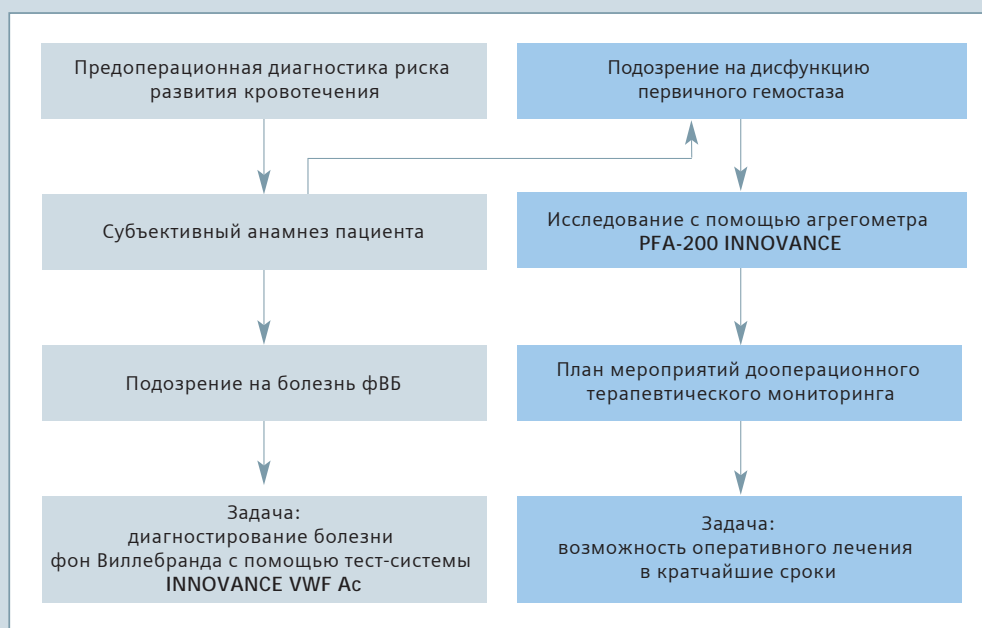 Предоперационная диагностика риска
развития кровотечения
Субъективный анамнез пациента
Подозрение на болезнь фВБ
Задача:
диагностирование болезни
фон Виллебранда с помощью тест-системы
INNOVANCE VWF Ac
Подозрение на дисфункцию
первичного гемостаза
Исследование с помощью агрегометра
PFA-200 INNOVANCE
План мероприятий дооперационного
терапевтического мониторинга
Задача:
возможность оперативного лечения
в кратчайшие сроки